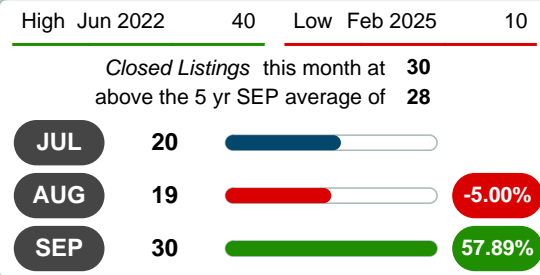 High Jun 2022 40 Low Feb 2025 10
Closed Listings this month at 30
above the 5 yr SEP average of 28
JUL 20
AUG 19 -5.00%
SEP 30 57.89%